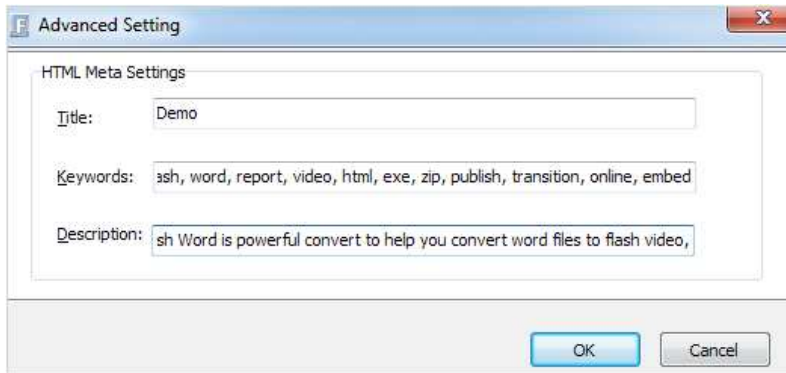 Advanced Setting
HTML Meta Settings
Title: Demo
Keywords: ash, word, report, video, html, exe, zip, publish, transition, online, embed
Description: sh Word is powerful convert to help you convert word files to flash video,
OK Cancel